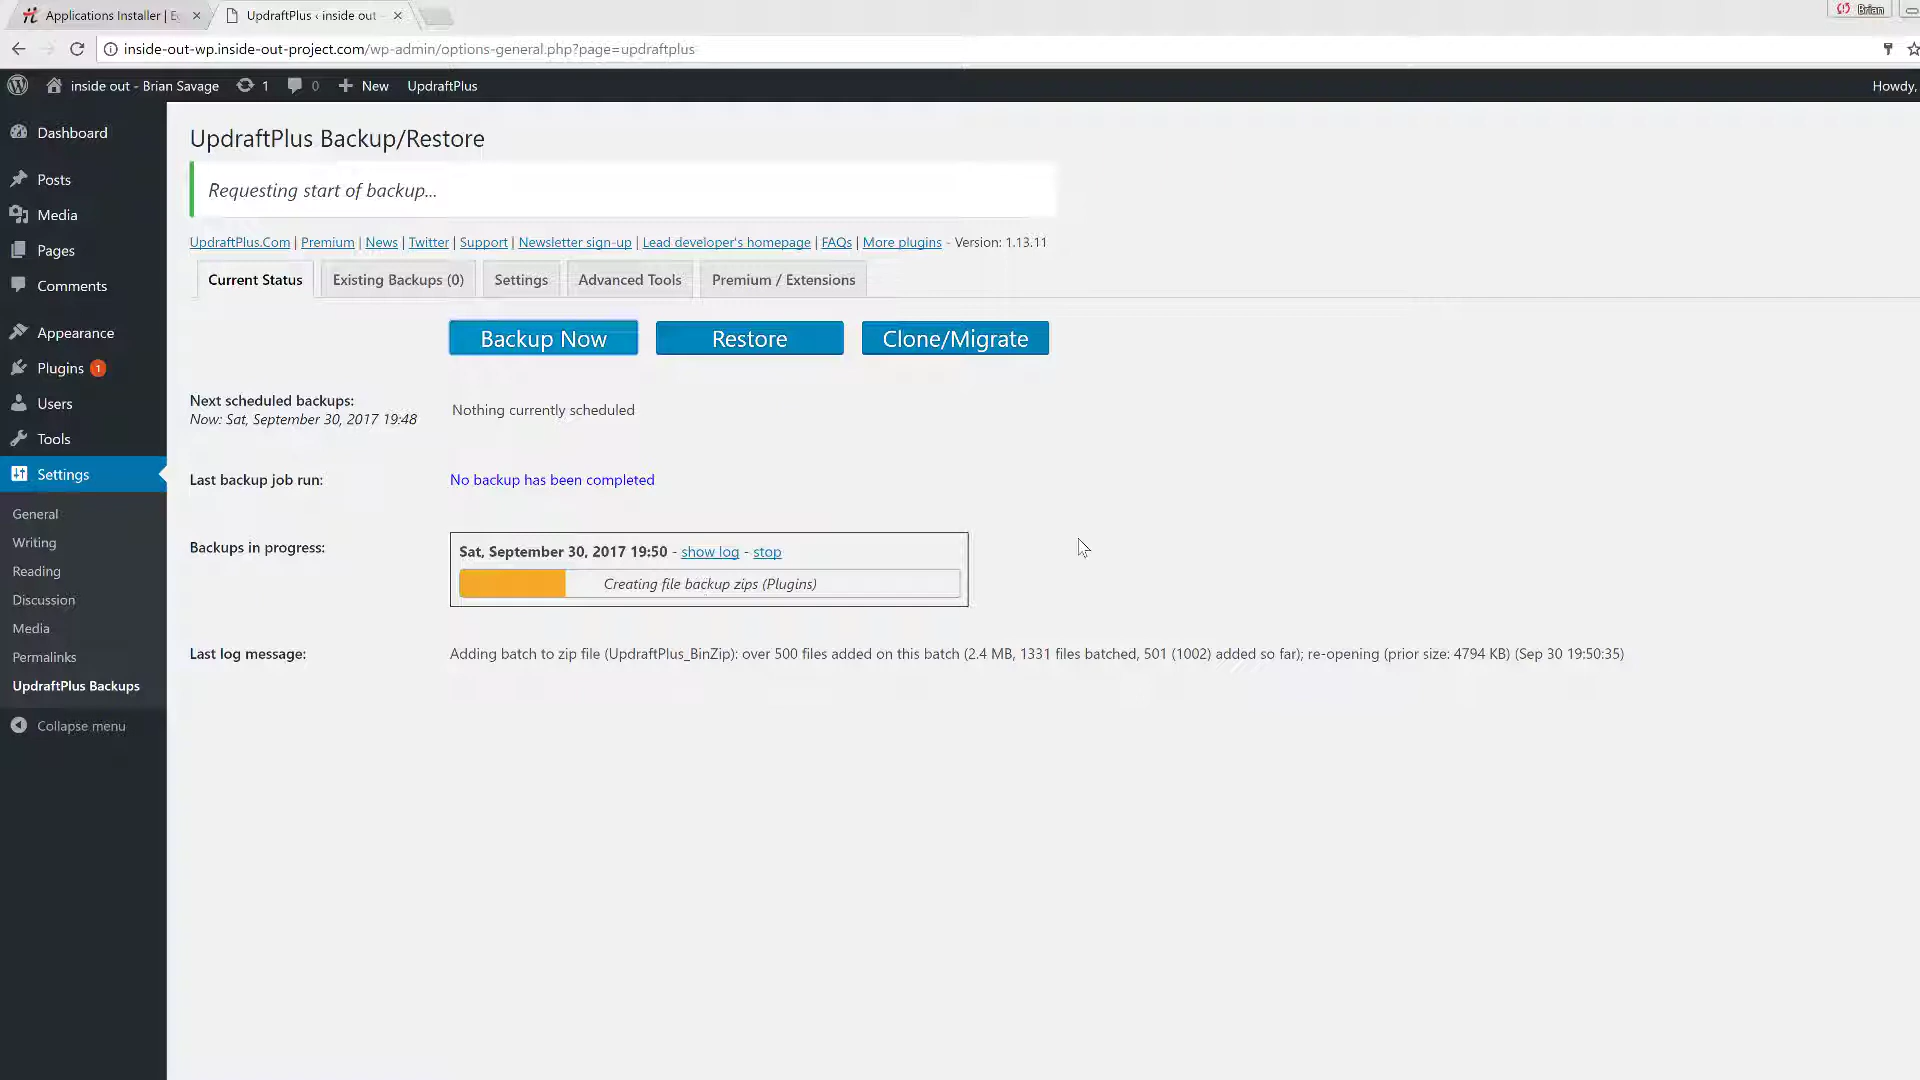 Applications Installer | Ec
UpdraftPlus ‹ inside out -
Brian
inside-out-wp.inside-out-project.com/wp-admin/options-general.php?page=updraftplus
inside out - Brian Savage
1
0
New
UpdraftPlus
Howdy,
Dashboard
Posts
Media
Pages
Comments
Appearance
Plugins 1
Users
Tools
Settings
General
Writing
Reading
Discussion
Media
Permalinks
UpdraftPlus Backups
Collapse menu
UpdraftPlus Backup/Restore
Requesting start of backup...
UpdraftPlus.Com | Premium | News | Twitter | Support | Newsletter sign-up | Lead developer's homepage | FAQs | More plugins - Version: 1.13.11
Current Status
Existing Backups (0)
Settings
Advanced Tools
Premium / Extensions
Backup Now
Restore
Clone/Migrate
Next scheduled backups:
Now: Sat, September 30, 2017 19:48
Nothing currently scheduled
Last backup job run:
No backup has been completed
Backups in progress:
Sat, September 30, 2017 19:50 - show log - stop
Creating file backup zips (Plugins)
Last log message:
Adding batch to zip file (UpdraftPlus_BinZip): over 500 files added on this batch (2.4 MB, 1331 files batched, 501 (1002) added so far); re-opening (prior size: 4794 KB) (Sep 30 19:50:35)